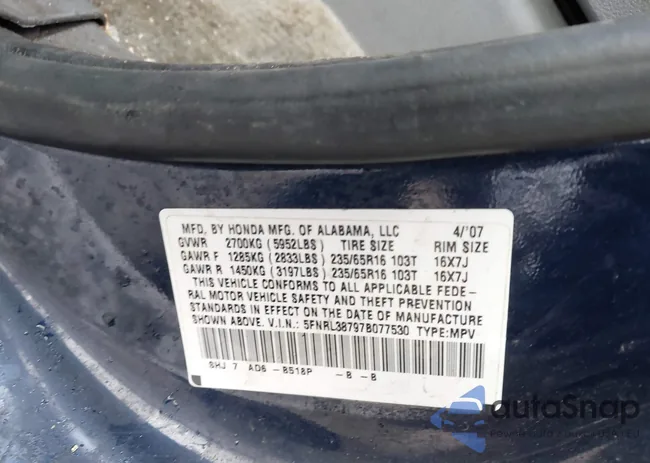 MFD. BY HONDA MFG. OF ALABAMA, LLC 4/'07
GVWR 2700KG (5952LBS) TIRE SIZE RIM SIZE
GAWR F 1285KG (2833LBS) 235/65R16 103T 16X7J
GAWR R 1450KG (3197LBS) 235/65R16 103T 16X7J
THIS VEHICLE CONFORMS TO ALL APPLICABLE FEDE-
RAL MOTOR VEHICLE SAFETY AND THEFT PREVENTION
STANDARDS IN EFFECT ON THE DATE OF MANUFACTURE
SHOWN ABOVE. V.I.N.: 5FNRL38797B077530 TYPE:MPV
SHJ 7 AD6 -B518P -B -B
autoSnap
POWERED BY